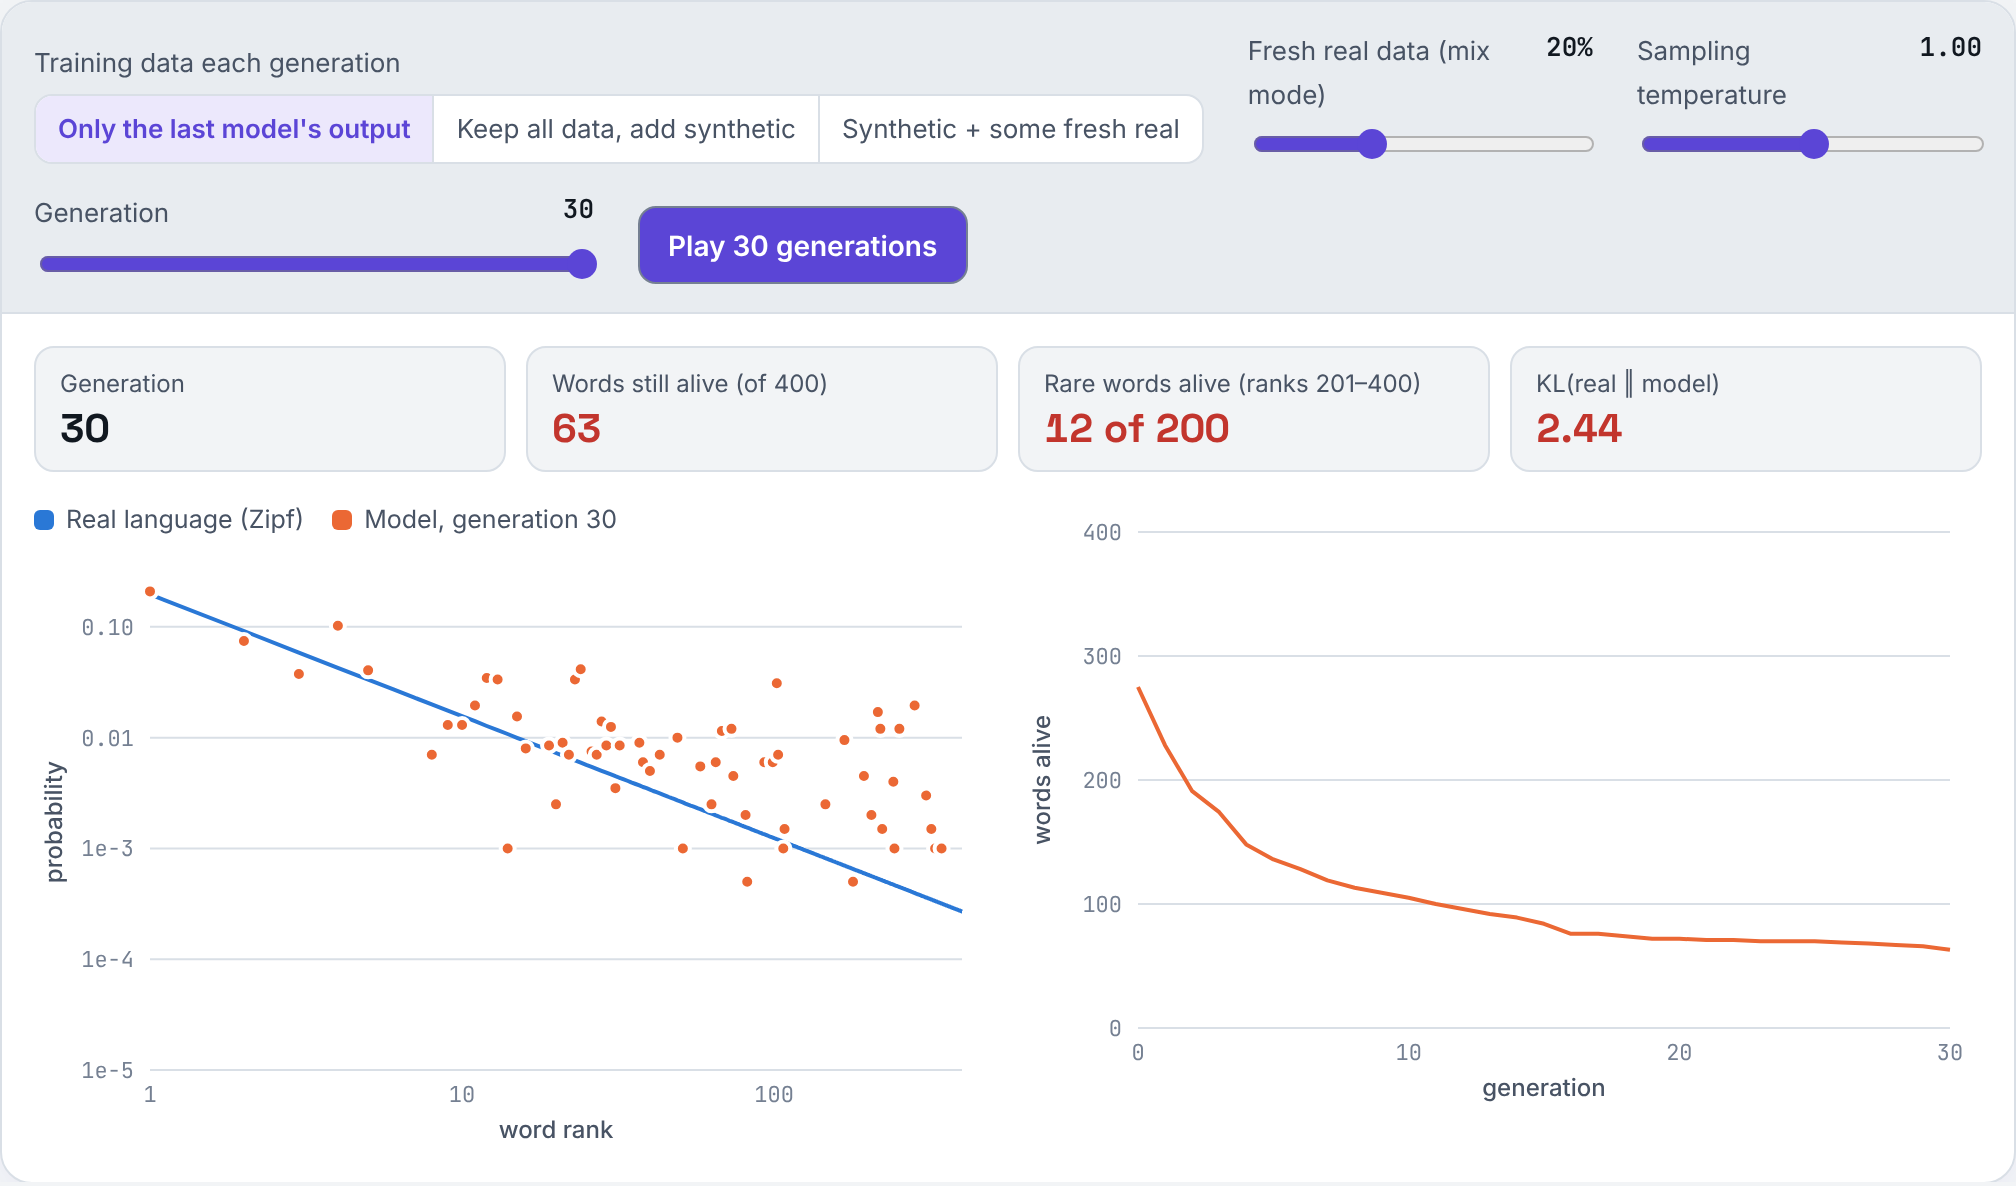 Training data each generation
Only the last model's output
Keep all data, add synthetic
Synthetic + some fresh real
Fresh real data (mix mode)
20%
Sampling temperature
1.00
Generation
30
Play 30 generations
Generation
30
Words still alive (of 400)
63
Rare words alive (ranks 201–400)
12 of 200
KL(real ‖ model)
2.44
Real language (Zipf)
Model, generation 30
0.10
0.01
1e-3
1e-4
1e-5
probability
1
10
100
word rank
400
300
200
100
0
words alive
0
10
20
30
generation